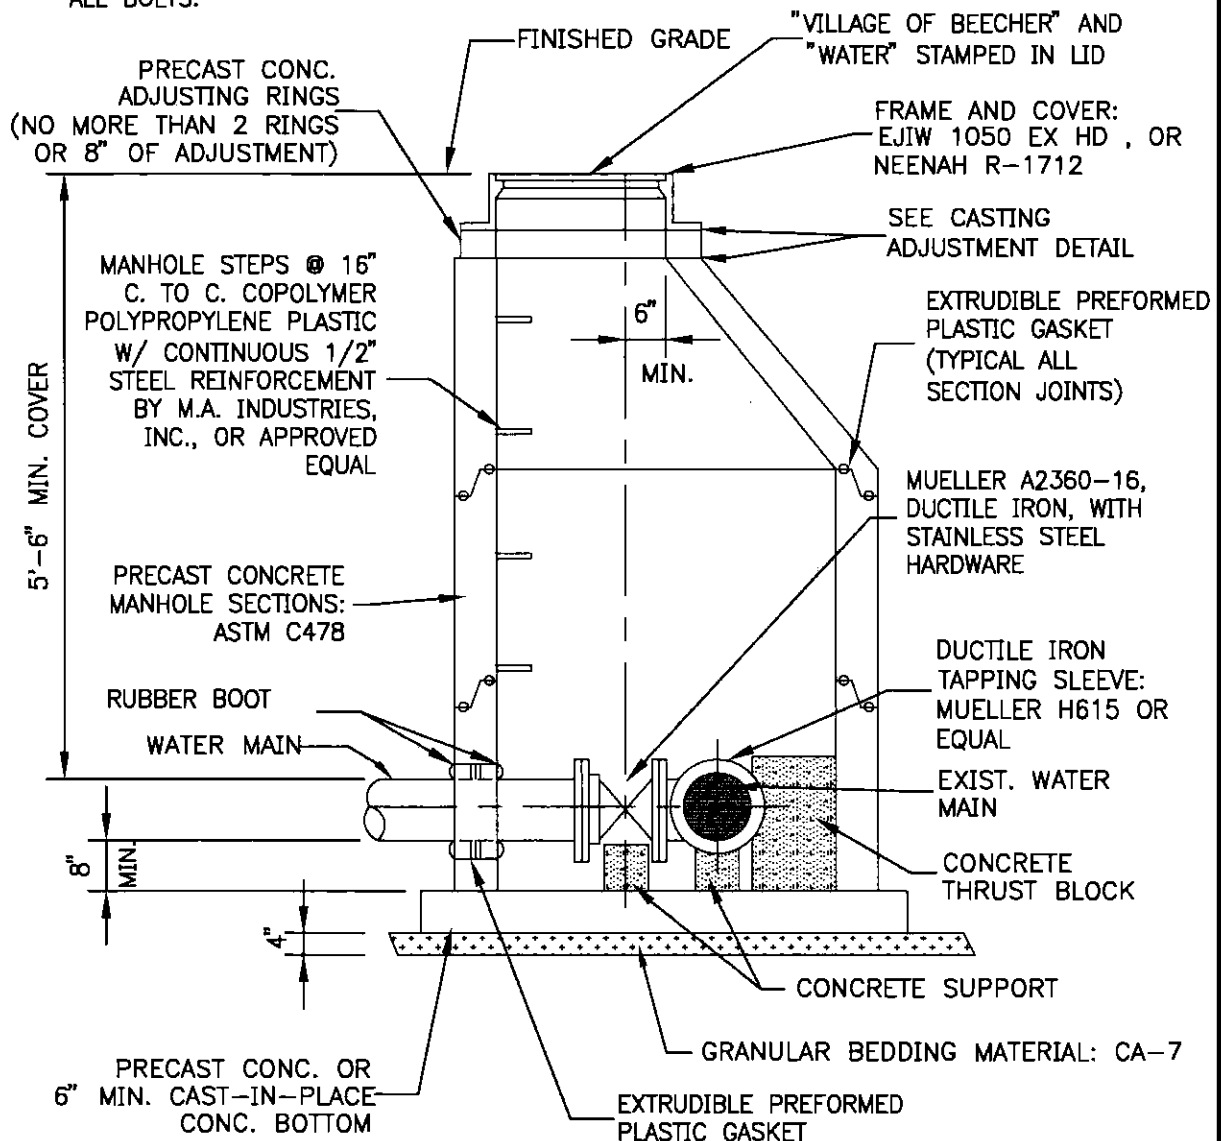 ALL BOLTS.
FINISHED GRADE
"VILLAGE OF BEECHER" AND
"WATER" STAMPED IN LID
PRECAST CONC.
ADJUSTING RINGS
(NO MORE THAN 2 RINGS
OR 8" OF ADJUSTMENT)
FRAME AND COVER:
EJIW 1050 EX HD , OR
NEENAH R-1712
SEE CASTING
ADJUSTMENT DETAIL
MANHOLE STEPS @ 16"
C. TO C. COPOLYMER
POLYPROPYLENE PLASTIC
W/ CONTINUOUS 1/2"
STEEL REINFORCEMENT
BY M.A. INDUSTRIES,
INC., OR APPROVED
EQUAL
6"
MIN.
EXTRUDIBLE PREFORMED
PLASTIC GASKET
(TYPICAL ALL
SECTION JOINTS)
5'-6" MIN. COVER
MUELLER A2360-16,
DUCTILE IRON, WITH
STAINLESS STEEL
HARDWARE
PRECAST CONCRETE
MANHOLE SECTIONS:
ASTM C478
DUCTILE IRON
TAPPING SLEEVE:
MUELLER H615 OR
EQUAL
RUBBER BOOT
WATER MAIN
EXIST. WATER
MAIN
8"
MIN.
CONCRETE
THRUST BLOCK
4"
CONCRETE SUPPORT
GRANULAR BEDDING MATERIAL: CA-7
PRECAST CONC. OR
6" MIN. CAST-IN-PLACE
CONC. BOTTOM
EXTRUDIBLE PREFORMED
PLASTIC GASKET